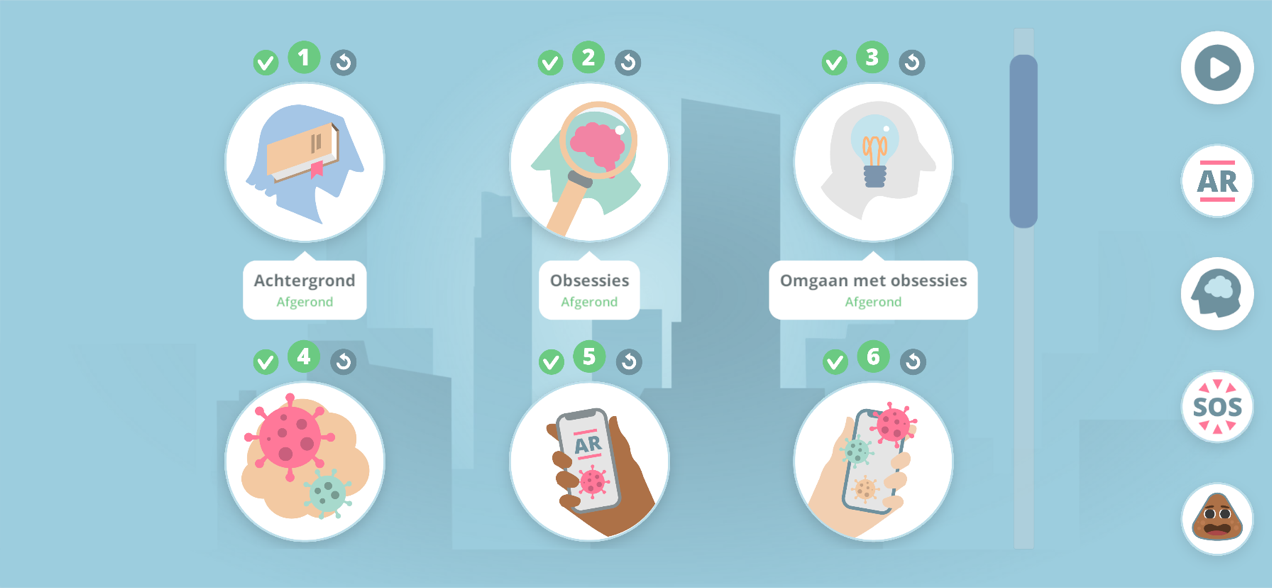 1
2
3
AR
Achtergrond
Afgerond
Obsessies
Afgerond
Omgaan met obsessies
Afgerond
4
5
6
SOS
AR